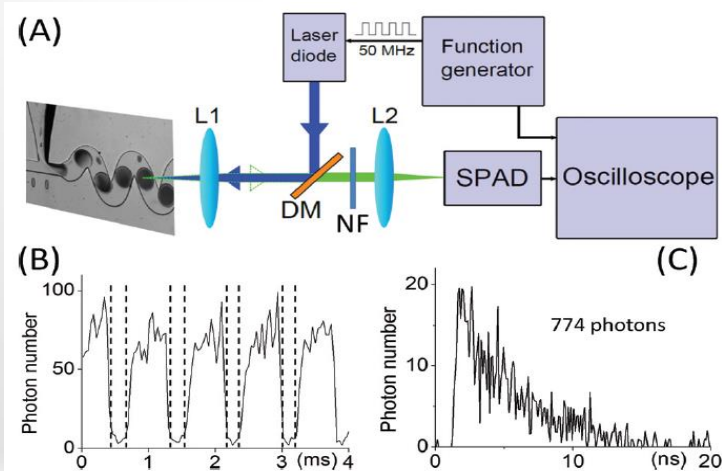 (A)
Laser
diode
50 MHz
Function
generator
L1
L2
DM
NF
SPAD
Oscilloscope
(B)
(C)
Photon number
100
50
0
0 1 2 3 (ms) 4
Photon number
20
10
0
774 photons
0 10 (ns) 20